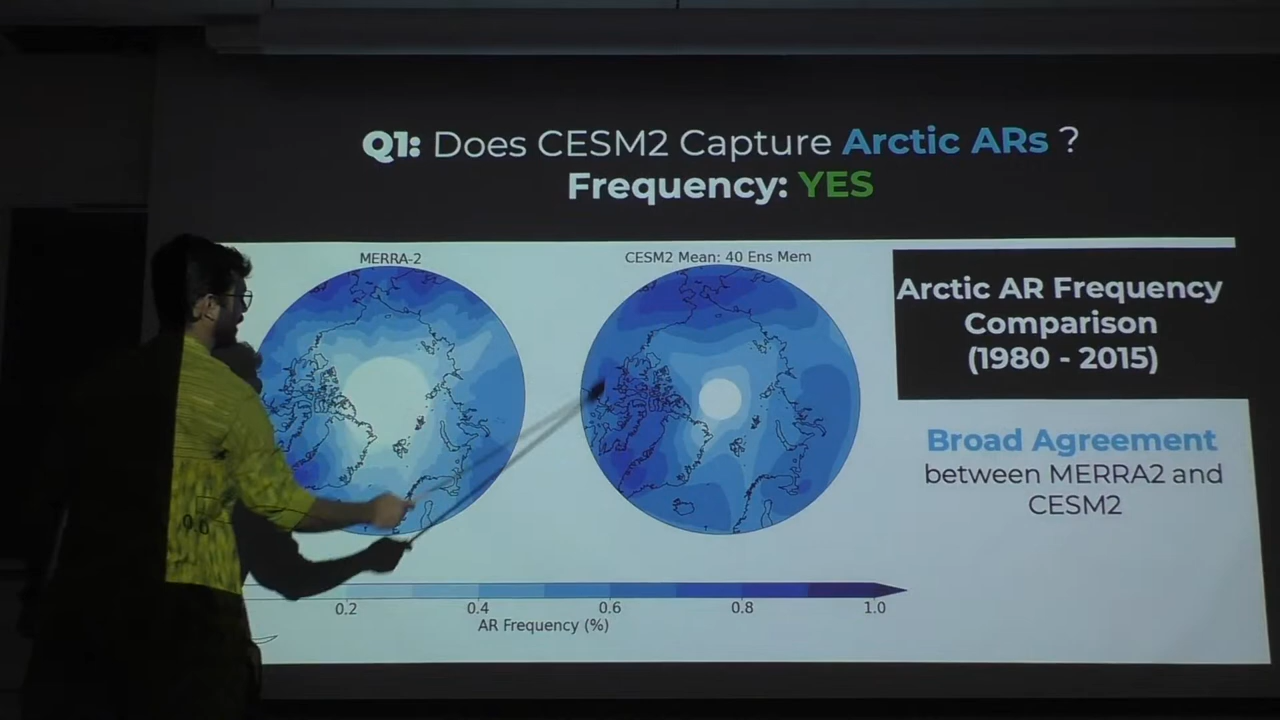 Q1: Does CESM2 Capture Arctic ARs ?
Frequency: YES
MERRA-2
CESM2 Mean: 40 Ens Mem
Arctic AR Frequency
Comparison
(1980 - 2015)
Broad Agreement
between MERRA2 and
CESM2
0.0
0.2
0.4
0.6
0.8
1.0
AR Frequency (%)